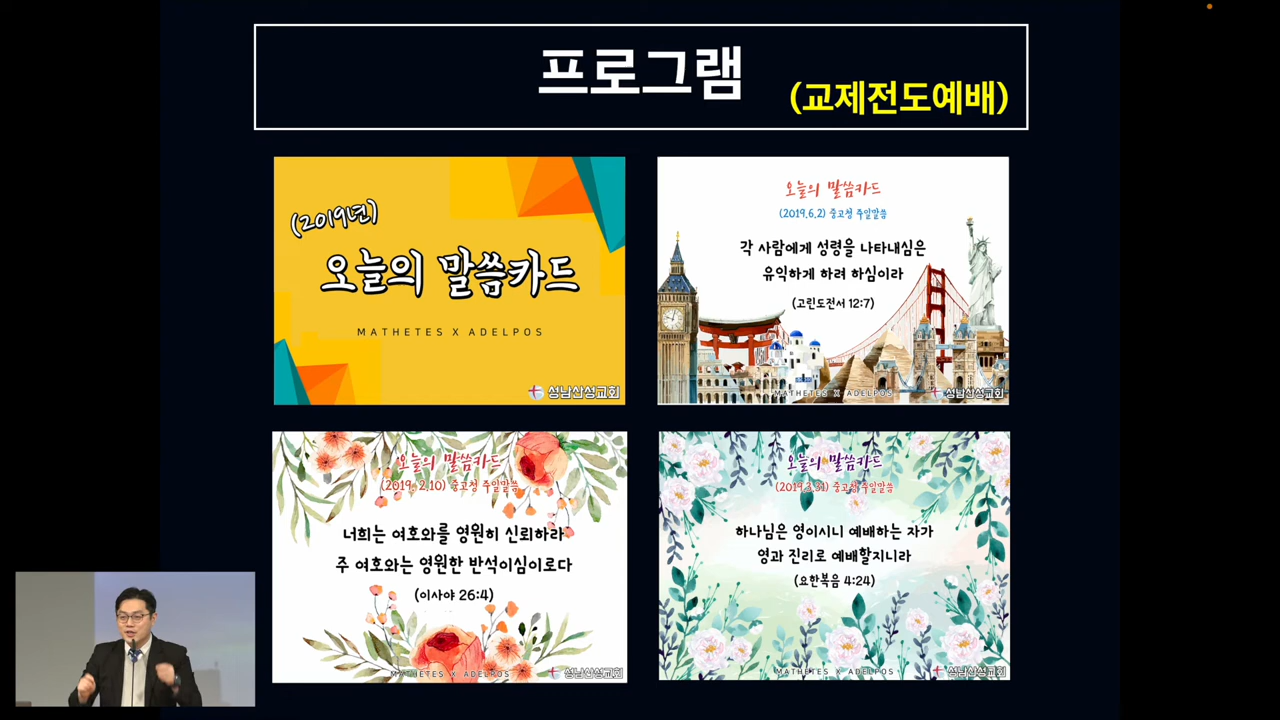 프로그램
(교제전도예배)
(2019년)
오늘의 말씀카드
MATHETES X ADELPOS
성남산성교회
오늘의 말씀카드
(2019.6.2) 중고청 주일말씀
각 사람에게 성령을 나타내심은
유익하게 하려 하심이라
(고린도전서 12:7)
MATHETES X ADELPOS
성남산성교회
오늘의 말씀카드
(2019. 2.10) 중고청 주일말씀
너희는 여호와를 영원히 신뢰하라
주 여호와는 영원한 반석이심이로다
(이사야 26:4)
MATHETES X ADELPOS
성남산성교회
오늘의 말씀카드
(2019.3.31) 중고청 주일말씀
하나님은 영이시니 예배하는 자가
영과 진리로 예배할지니라
(요한복음 4:24)
MATHETES X ADELPOS
성남산성교회